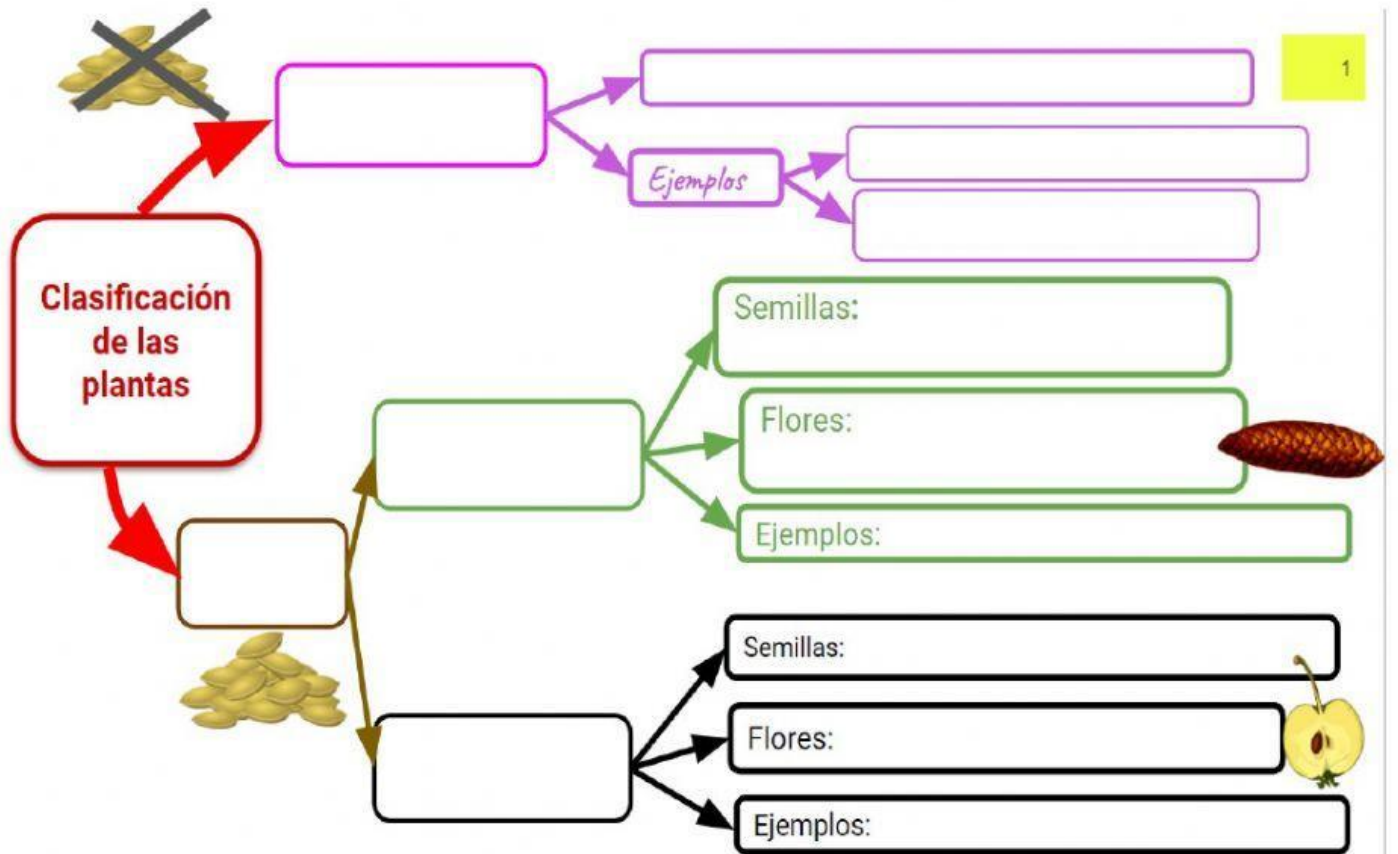 1
Ejemplos
Clasificación
de las
plantas
Semillas:
Flores:
Ejemplos:
Semillas:
Flores:
Ejemplos: